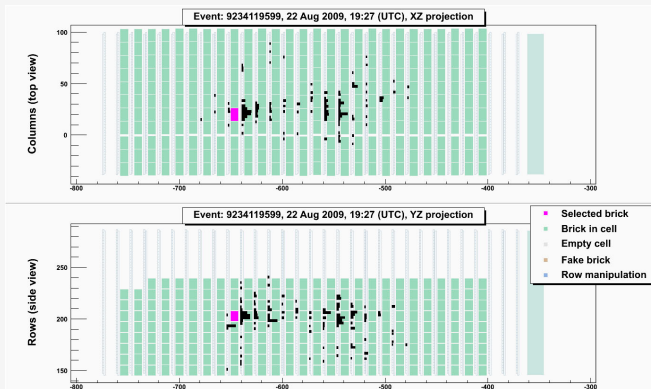 Event: 9234119599, 22 Aug 2009, 19:27 (UTC), XZ projection
Columns (top view)
100
50
0
-800
-700
-600
-500
-400
-300
Event: 9234119599, 22 Aug 2009, 19:27 (UTC), YZ projection
Rows (side view)
250
200
150
-800
-700
-600
-500
-400
-300
Selected brick
Brick in cell
Empty cell
Fake brick
Row manipulation